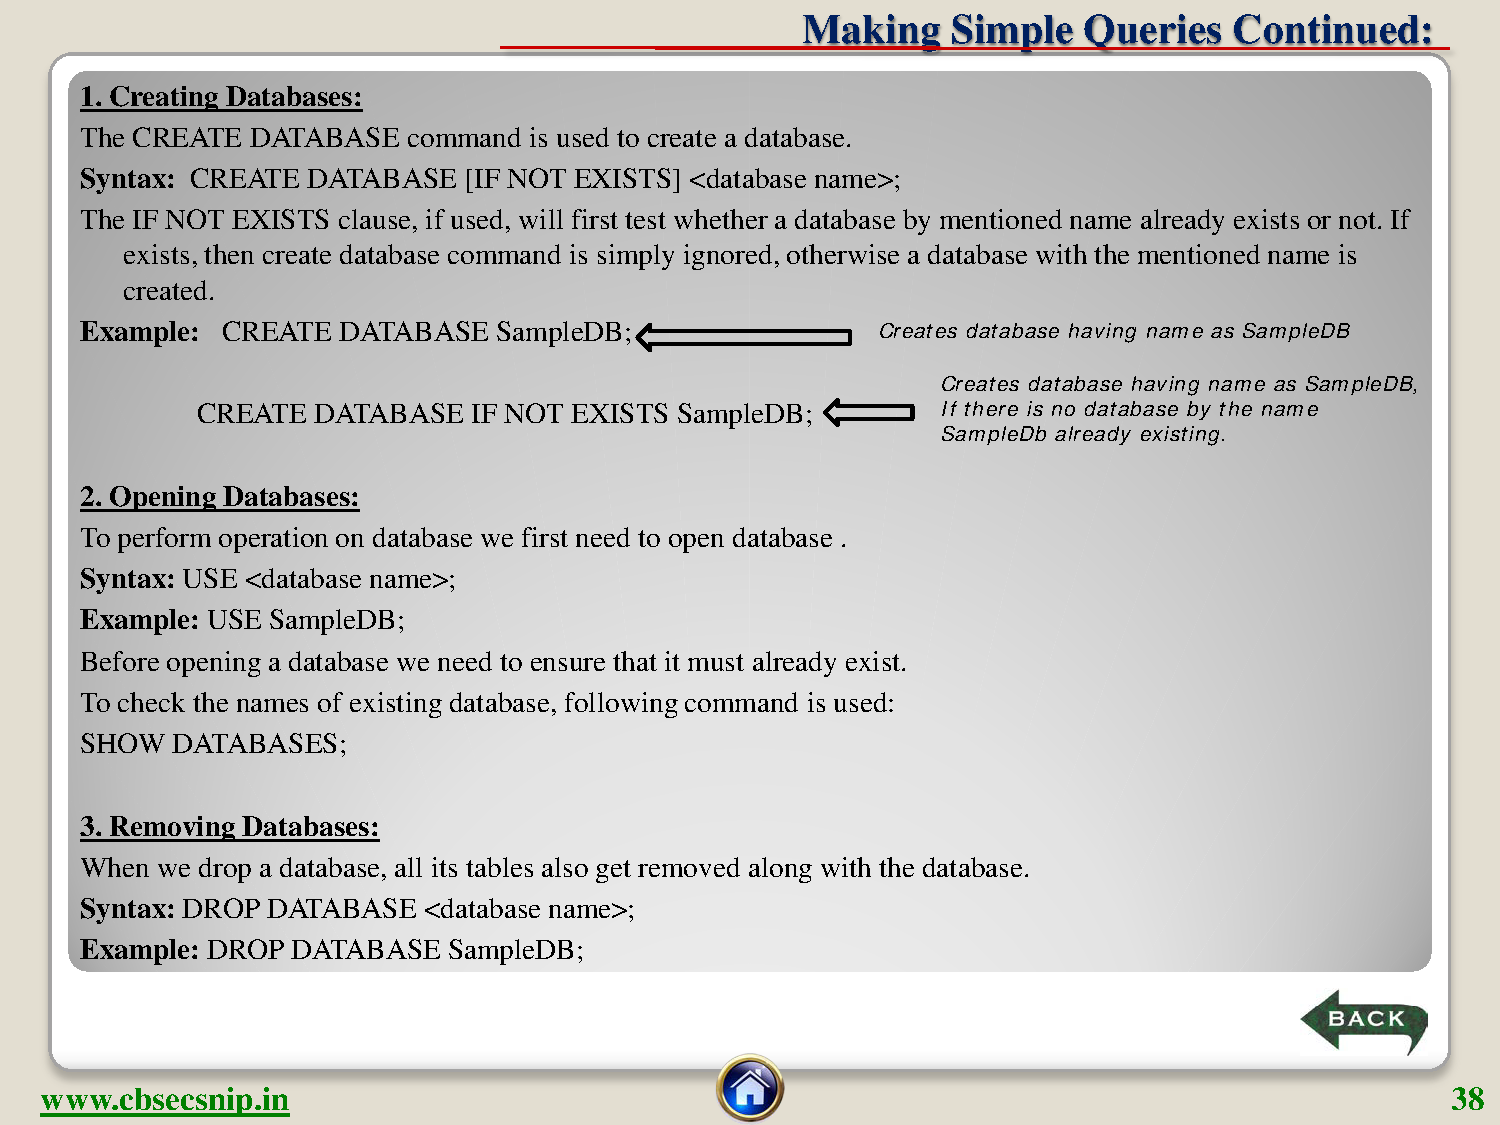 Making Simple Queries Continued:
1. Creating Databases:
The CREATE DATABASE command is used to create a database.
Syntax: CREATE DATABASE [IF NOT EXISTS] <database name>;
The IF NOT EXISTS clause, if used, will first test whether a database by mentioned name already exists or not. If
exists, then create database command is simply ignored, otherwise a database with the mentioned name is
created.
Example: CREATE DATABASE SampleDB;
Creates database having name as SampleDB
CREATE DATABASE IF NOT EXISTS SampleDB;
Creates database having name as SampleDB,
If there is no database by the name
SampleDb already existing.
2. Opening Databases:
To perform operation on database we first need to open database .
Syntax: USE <database name>;
Example: USE SampleDB;
Before opening a database we need to ensure that it must already exist.
To check the names of existing database, following command is used:
SHOW DATABASES;
3. Removing Databases:
When we drop a database, all its tables also get removed along with the database.
Syntax: DROP DATABASE <database name>;
Example: DROP DATABASE SampleDB;
BACK
www.cbsecsnip.in
38